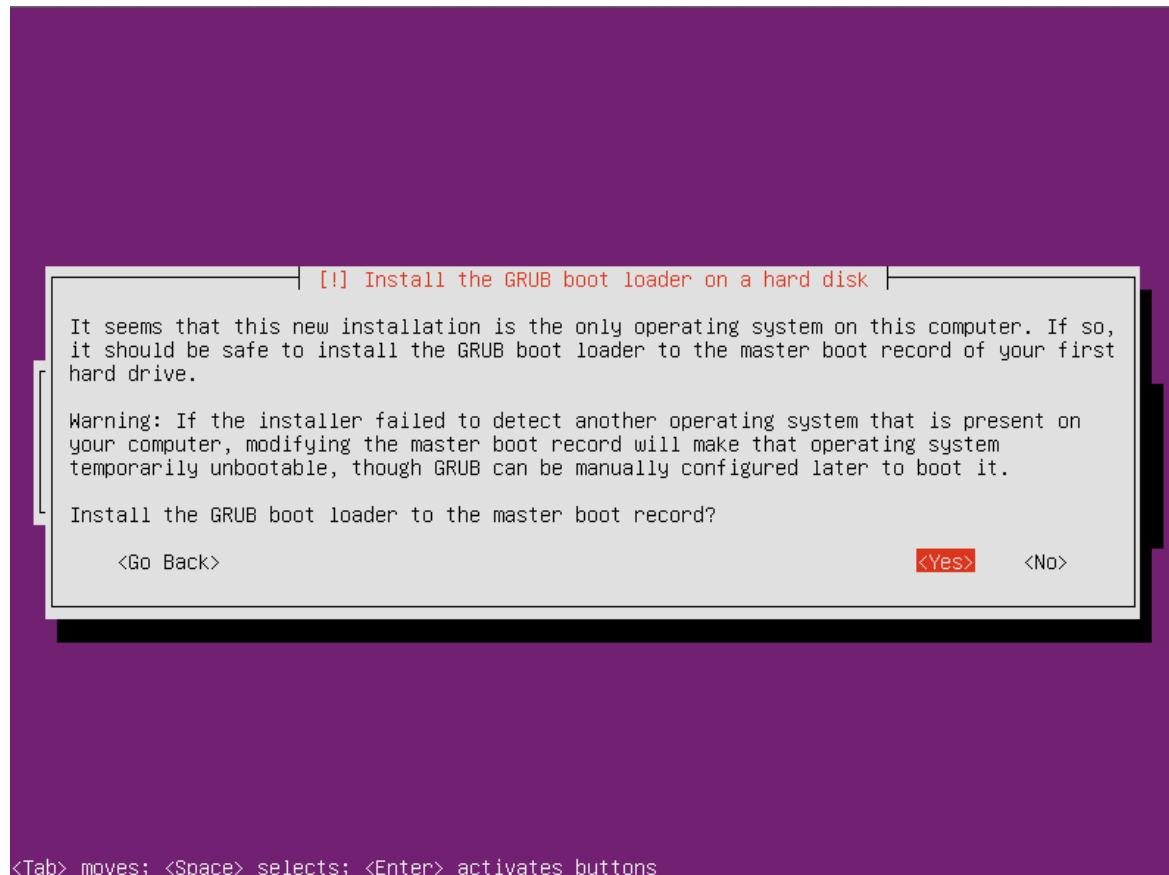 [!] Install the GRUB boot loader on a hard disk
It seems that this new installation is the only operating system on this computer. If so,
it should be safe to install the GRUB boot loader to the master boot record of your first
hard drive.
Warning: If the installer failed to detect another operating system that is present on
your computer, modifying the master boot record will make that operating system
temporarily unbootable, though GRUB can be manually configured later to boot it.
Install the GRUB boot loader to the master boot record?
<Go Back> <Yes> <No>
<Tab> moves; <Space> selects; <Enter> activates buttons